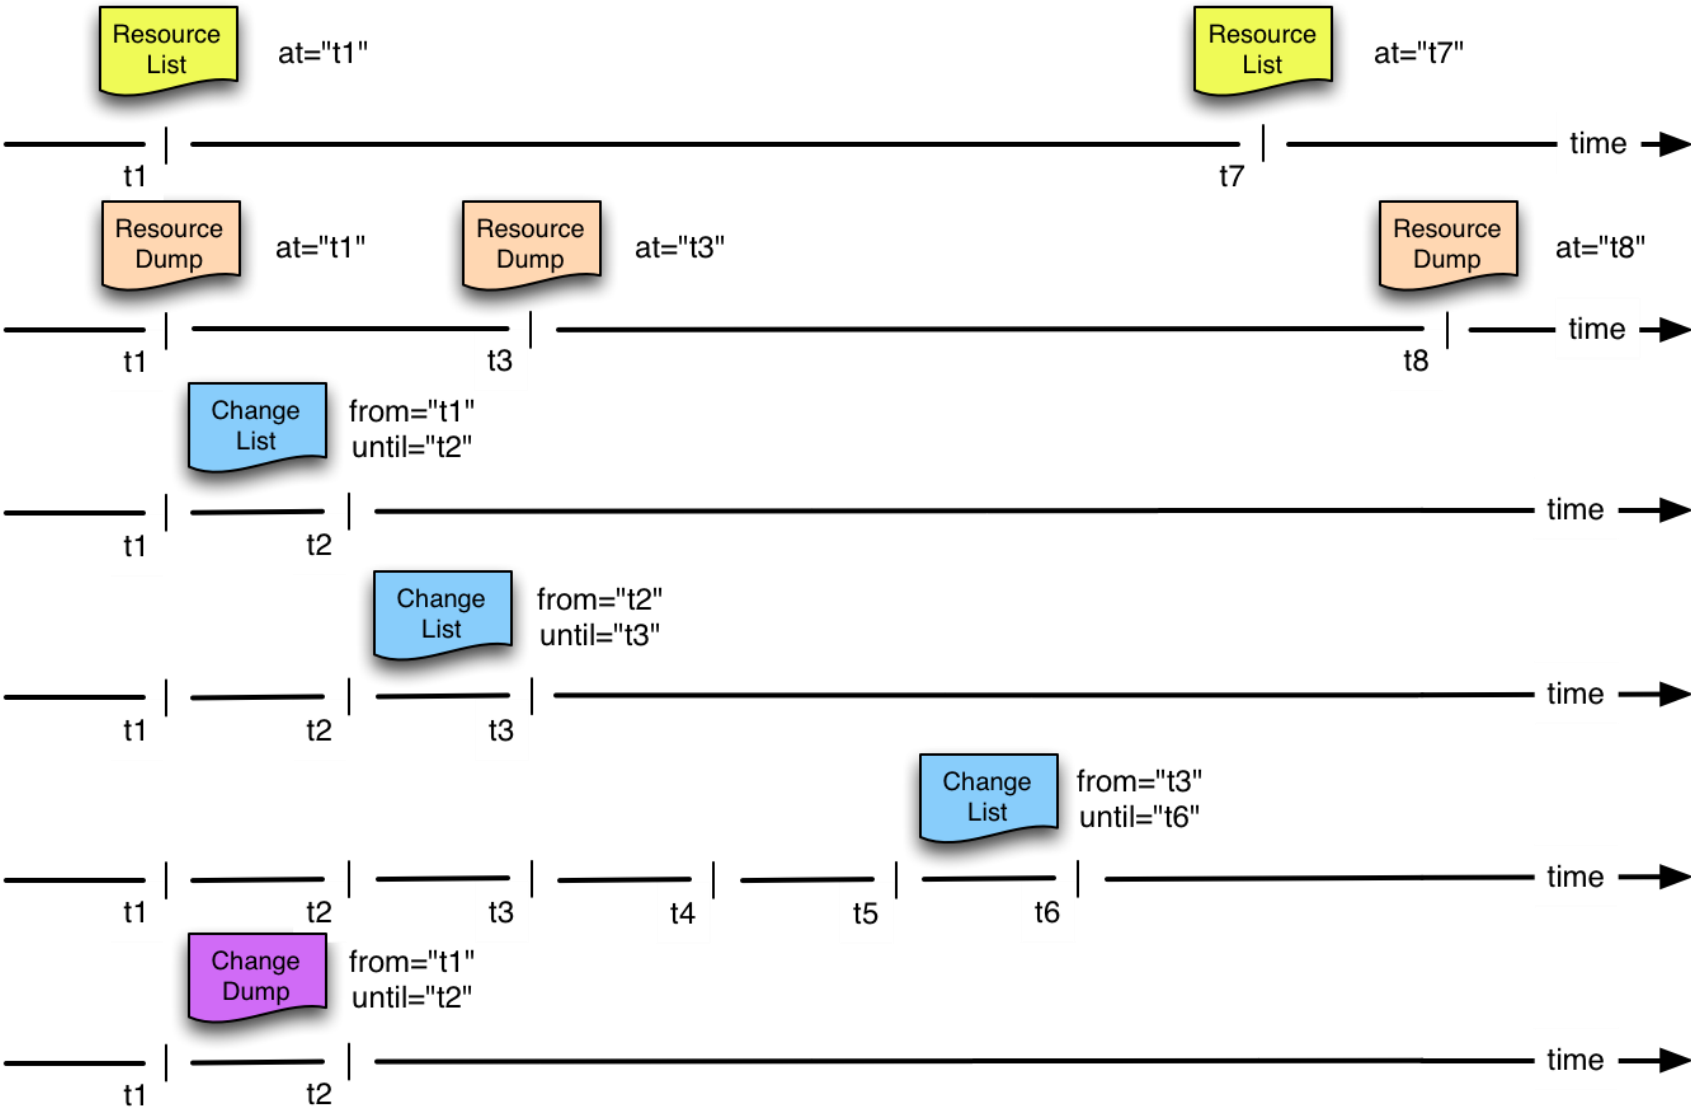 Resource
List
at="t1"
Resource
List
at="t7"
time
t1
t7
Resource
Dump
at="t1"
Resource
Dump
at="t3"
Resource
Dump
at="t8"
time
t1
t3
t8
Change
List
from="t1"
until="t2"
time
t1
t2
Change
List
from="t2"
until="t3"
time
t1
t2
t3
Change
List
from="t3"
until="t6"
time
t1
t2
t3
t4
t5
t6
Change
Dump
from="t1"
until="t2"
time
t1
t2